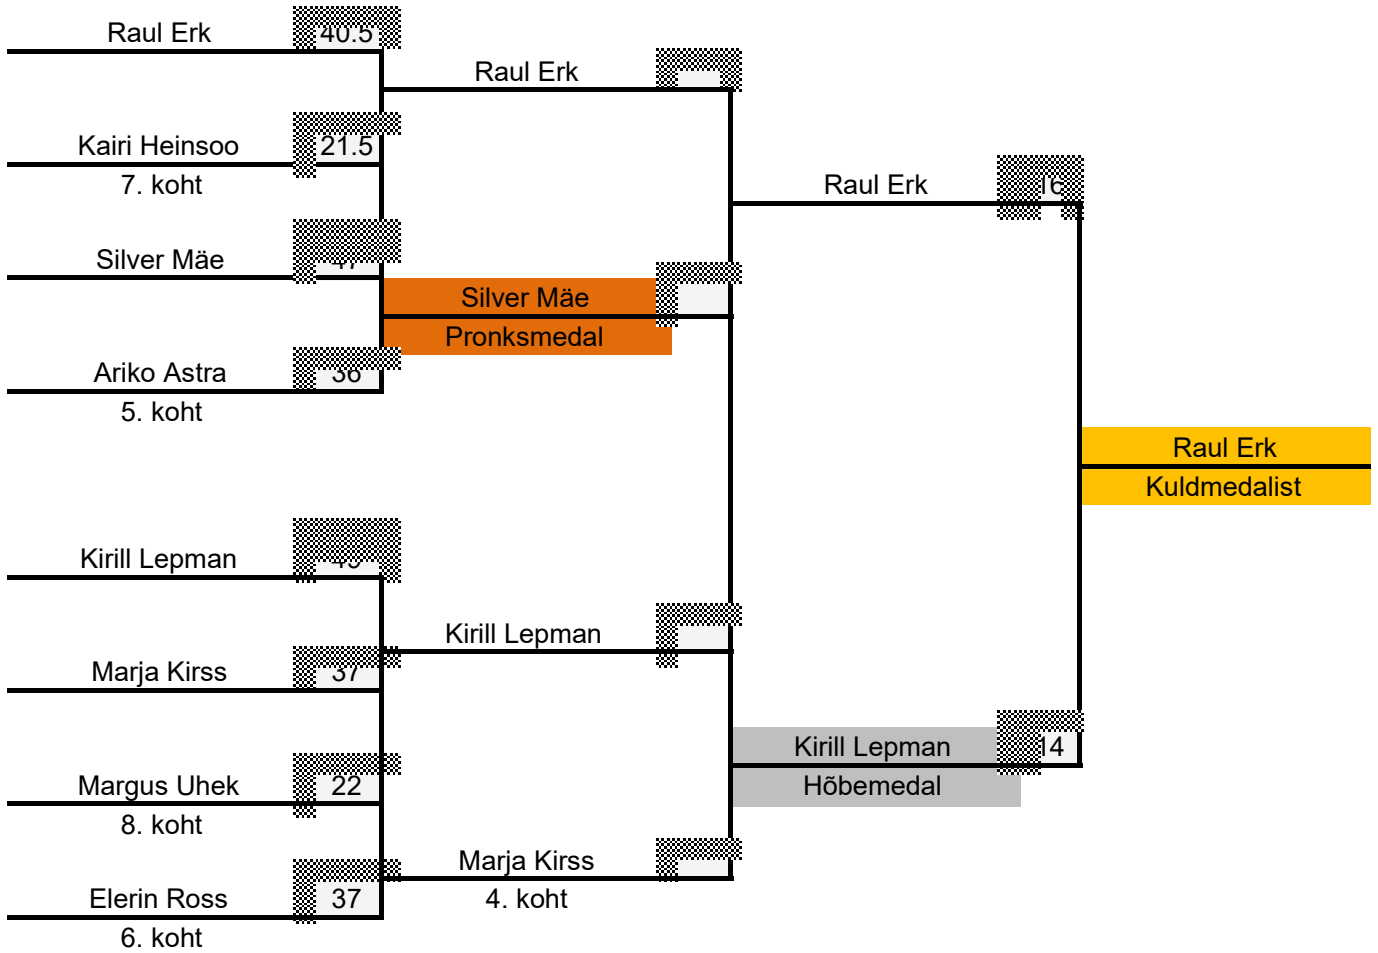 Raul Erk 40.5
Kairi Heinsoo 21.5
7. koht
Silver Mäe
Ariko Astra 36
5. koht
Kirill Lepman
Marja Kirss 37
Margus Uhek 22
8. koht
Elerin Ross 37
6. koht
Raul Erk
Silver Mäe
Pronksmedal
Kirill Lepman
Marja Kirss
4. koht
Raul Erk 16
Kirill Lepman 14
Hõbemedal
Raul Erk
Kuldmedalist